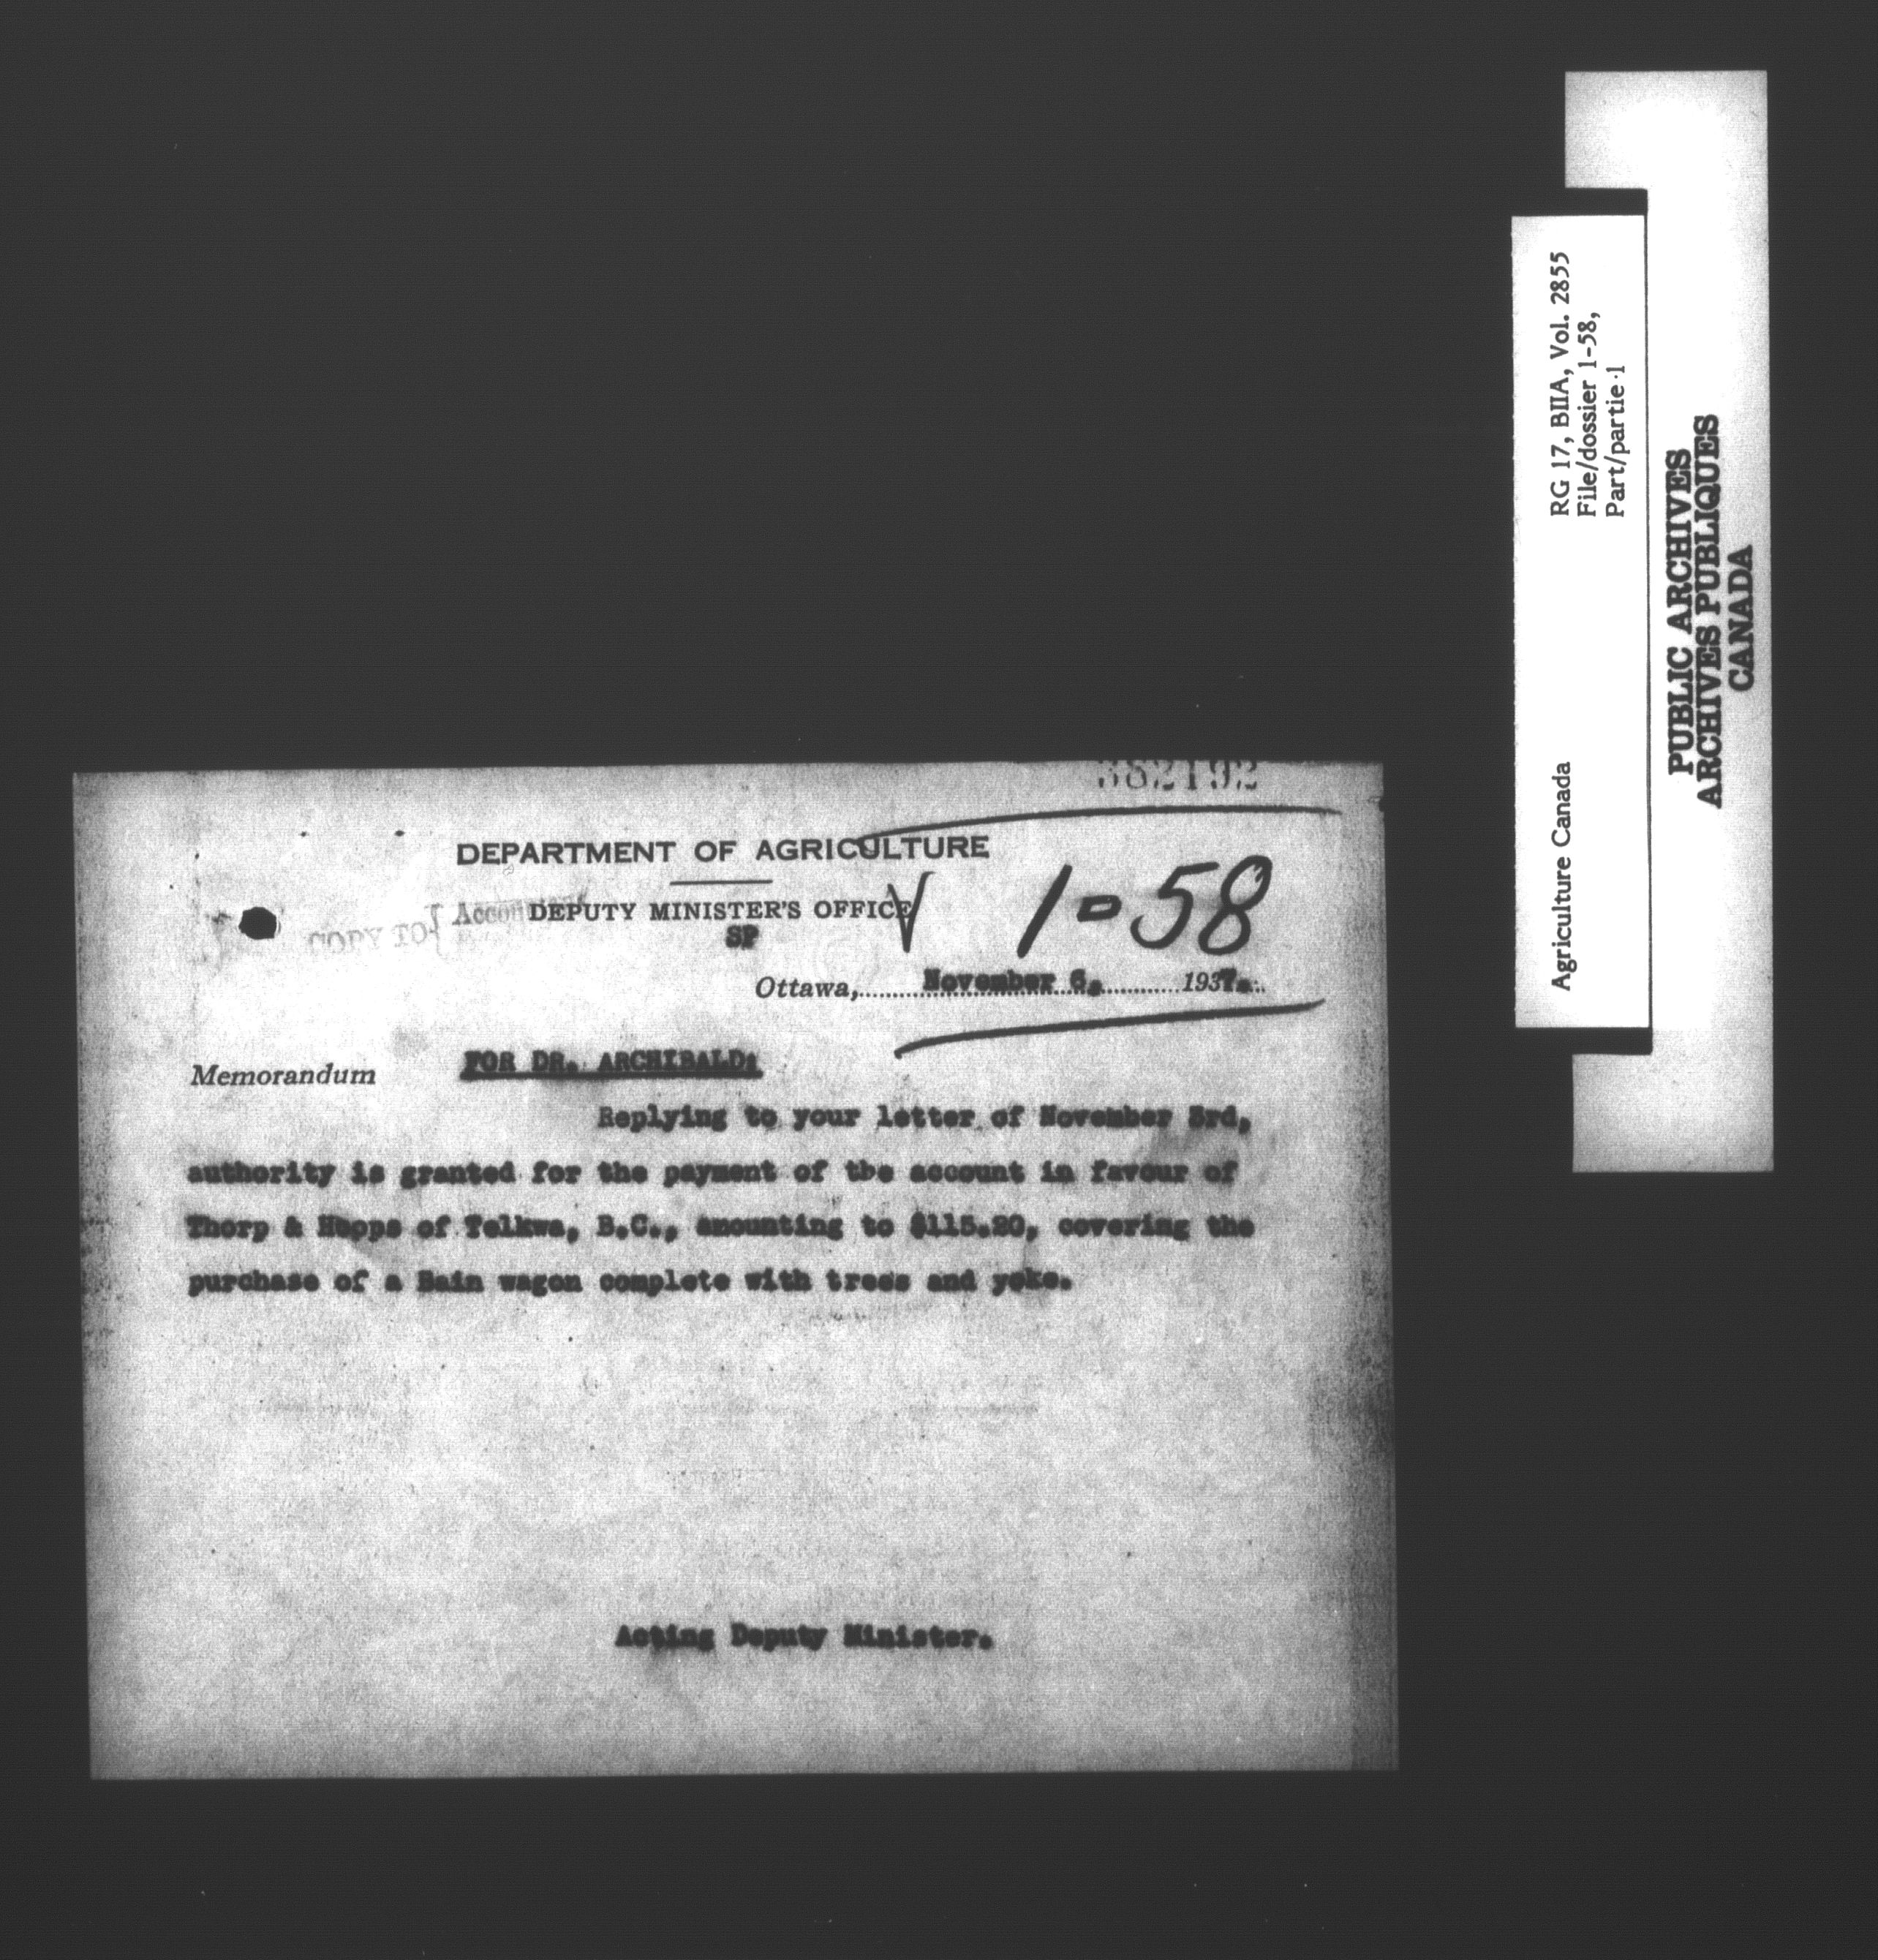 382192
DEPARTMENT OF AGRICULTURE
COPY TO
DEPUTY MINISTER'S OFFICE
1-58
SP
Ottawa, November 6, 1937.
Memorandum FOR DR. ARCHIBALD:
Replying to your letter of November 3rd,
authority is granted for the payment of the account in favour of
Thorp & Hoops of Telkwa, B.C., amounting to $115.20, covering the
purchase of a Bain wagon complete with trees and yoke.
Acting Deputy Minister.
RG 17, BIIA, Vol. 2855
File/dossier 1-58,
Part/partie 1
Agriculture Canada
PUBLIC ARCHIVES
ARCHIVES PUBLIQUES
CANADA